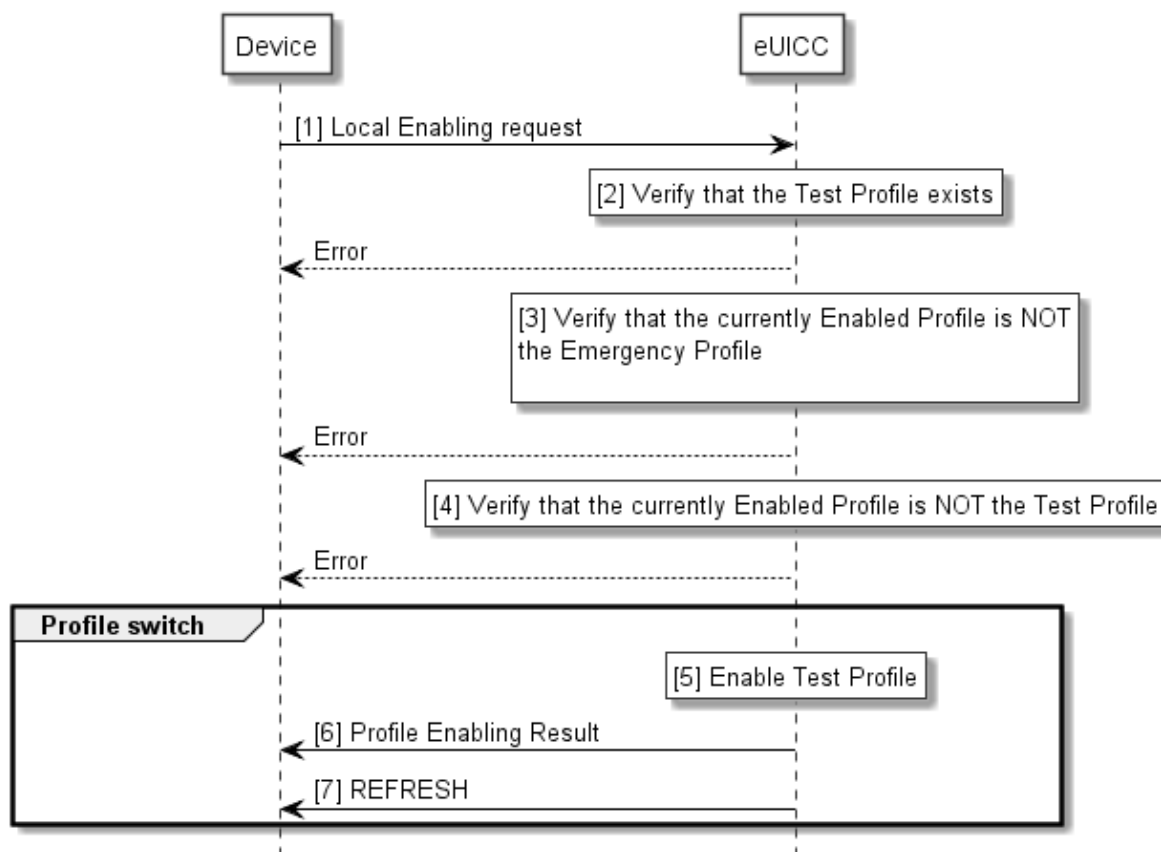 Device
eUICC
[1] Local Enabling request
[2] Verify that the Test Profile exists
Error
[3] Verify that the currently Enabled Profile is NOT
the Emergency Profile
Error
[4] Verify that the currently Enabled Profile is NOT the Test Profile
Error
Profile switch
[5] Enable Test Profile
[6] Profile Enabling Result
[7] REFRESH